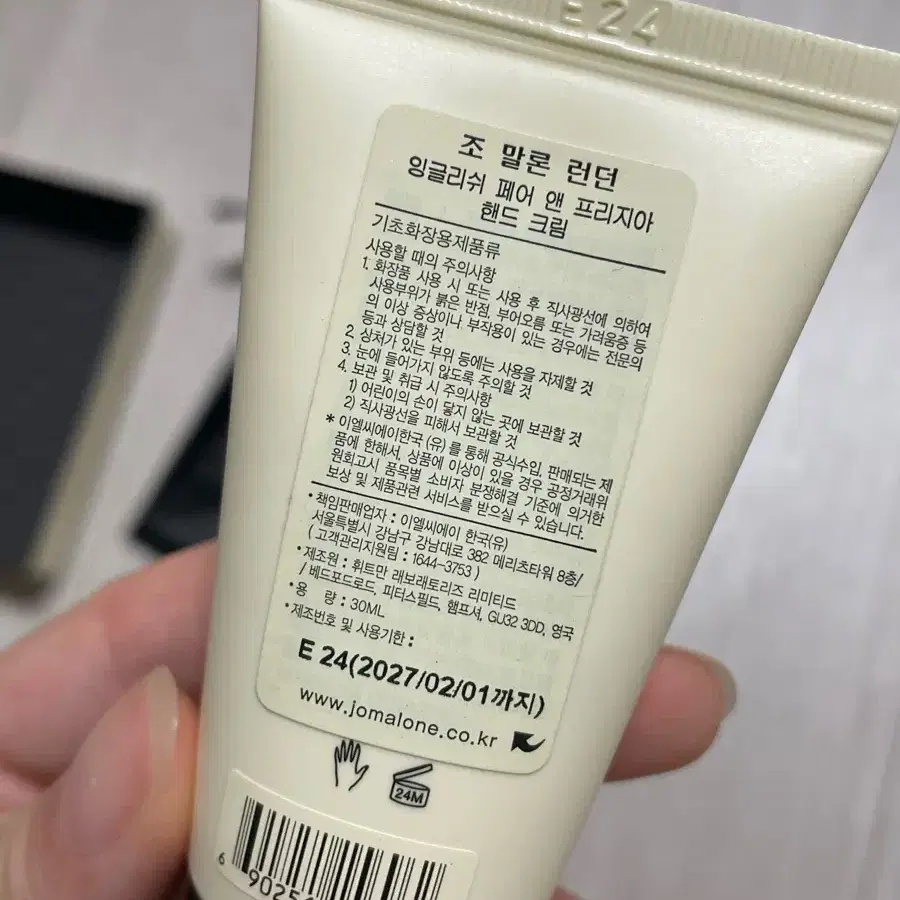 E24
조 말론 런던
잉글리쉬 페어 앤 프리지아
핸드 크림
기초화장용제품류
사용할 때의 주의사항
1. 화장품 사용 시 또는 사용 후 직사광선에 의하여
사용부위가 붉은 반점, 부어오름 또는 가려움증 등
의 이상 증상이나 부작용이 있는 경우에는 전문의
등과 상담할 것
2. 상처가 있는 부위 등에는 사용을 자제할 것
3. 눈에 들어가지 않도록 주의할 것
4. 보관 및 취급 시 주의사항
1) 어린이의 손이 닿지 않는 곳에 보관할 것
2) 직사광선을 피해서 보관할 것
* 이엘씨에이한국 (유) 를 통해 공식수입, 판매되는 제
품에 한해서, 상품에 이상이 있을 경우 공정거래위
원회고시 품목별 소비자 분쟁해결 기준에 의거한
보상 및 제품관련 서비스를 받으실 수 있습니다.
• 책임판매업자 : 이엘씨에이 한국(유)
서울특별시 강남구 강남대로 382 메리츠타워 8층/
( 고객관리지원팀 : 1644-3753 )
• 제조원 : 휘트만 래보래토리즈 리미티드
/ 베드포드로드, 피터스필드, 햄프셔, GU32 3DD, 영국
• 용 량 : 30ML
• 제조번호 및 사용기한 :
E 24(2027/02/01까지)
www.jomalone.co.kr
24M
6 90254